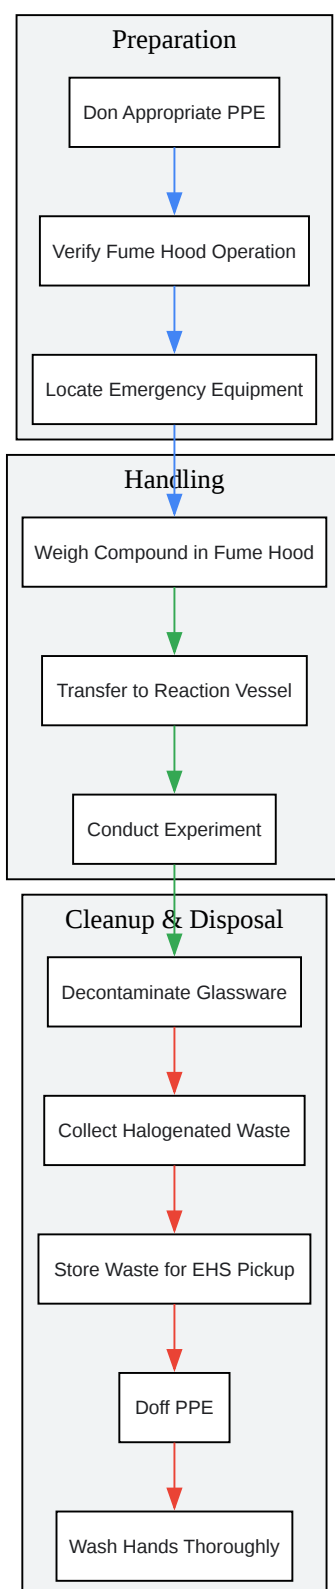 Preparation
Don Appropriate PPE
Verify Fume Hood Operation
Locate Emergency Equipment
Handling
Weigh Compound in Fume Hood
Transfer to Reaction Vessel
Conduct Experiment
Cleanup & Disposal
Decontaminate Glassware
Collect Halogenated Waste
Store Waste for EHS Pickup
Doff PPE
Wash Hands Thoroughly